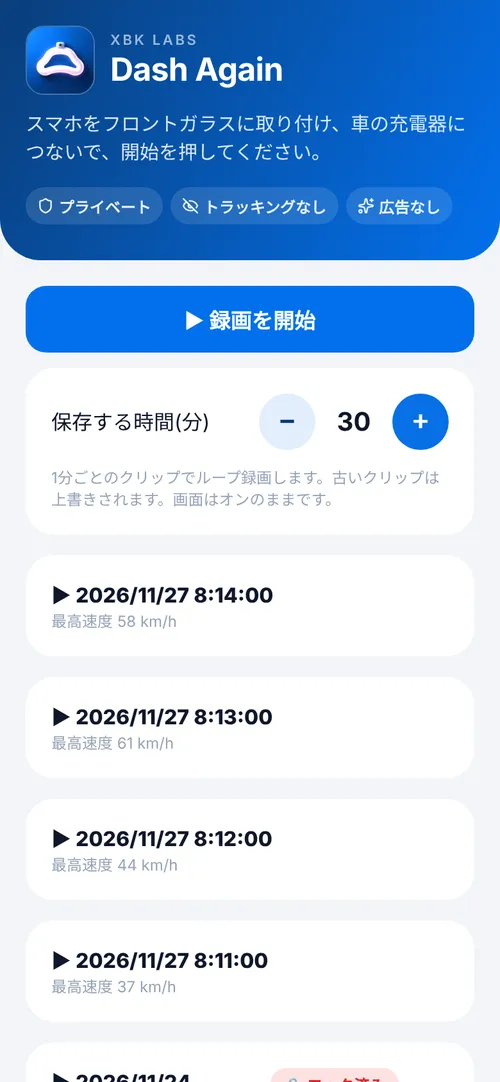 XBK LABS
Dash Again
スマホをフロントガラスに取り付け、車の充電器に
つないで、開始を押してください。
プライベート
トラッキングなし
広告なし
▶ 録画を開始
保存する時間(分)
− 30 +
1分ごとのクリップでループ録画します。古いクリップは
上書きされます。画面はオンのままです。
▶ 2026/11/27 8:14:00
最高速度 58 km/h
▶ 2026/11/27 8:13:00
最高速度 61 km/h
▶ 2026/11/27 8:12:00
最高速度 44 km/h
▶ 2026/11/27 8:11:00
最高速度 37 km/h
▶ 2026/11/24